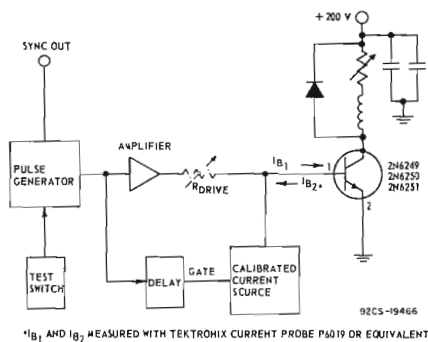 +200 V
SYNC OUT
AMPLIFIER
PULSE
GENERATOR
RDRIVE
IB1
IB2*
1
2
2N6249
2N6250
2N6251
TEST
SWITCH
DELAY
GATE
CALIBRATED
CURRENT
SOURCE
92CS-19466
*IB1 AND IB2 MEASURED WITH TEKTRONIX CURRENT PROBE P6019 OR EQUIVALENT